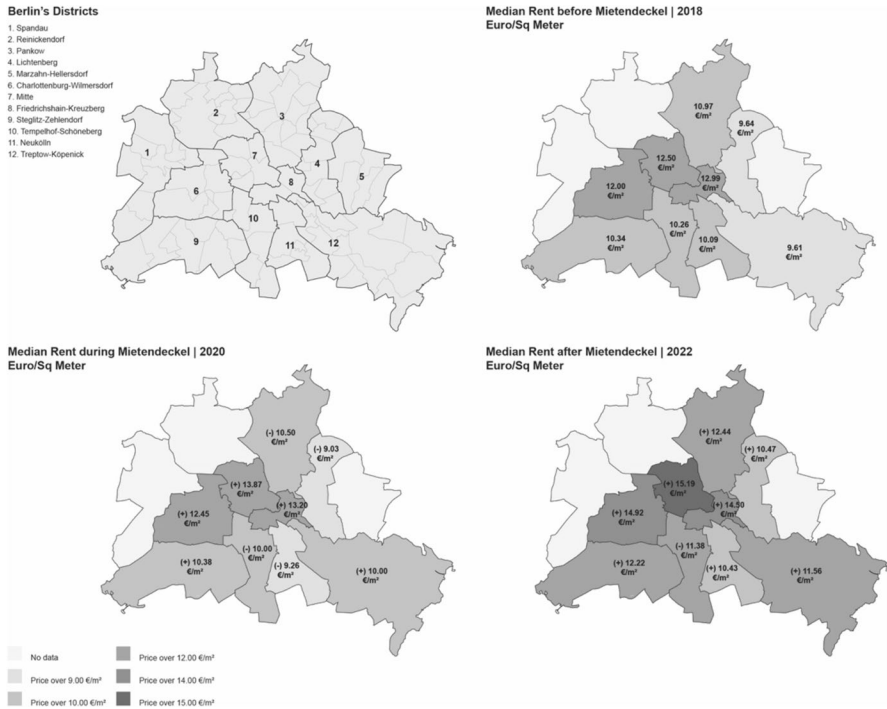 Berlin's Districts
1. Spandau
2. Reinickendorf
3. Pankow
4. Lichtenberg
5. Marzahn-Hellersdorf
6. Charlottenburg-Wilmersdorf
7. Mitte
8. Friedrichshain-Kreuzberg
9. Steglitz-Zehlendorf
10. Tempelhof-Schöneberg
11. Neukölln
12. Treptow-Köpenick
2
3
1
7
4
5
8
6
10
9
11
12
Median Rent before Mietendeckel | 2018
Euro/Sq Meter
10.97
€/m²
9.64
€/m²
12.50
€/m²
12.99
€/m²
12.00
€/m²
10.26
€/m²
10.34
€/m²
10.09
€/m²
9.61
€/m²
Median Rent during Mietendeckel | 2020
Euro/Sq Meter
(-) 10.50
€/m²
(-) 9.03
€/m²
(+) 13.87
€/m²
(+) 13.20
€/m²
(+) 12.45
€/m²
(-) 10.00
€/m²
(+) 10.38
€/m²
(-) 9.26
€/m²
(+) 10.00
€/m²
Median Rent after Mietendeckel | 2022
Euro/Sq Meter
(+) 12.44
€/m²
(+) 10.47
€/m²
(+) 15.19
€/m²
(+) 14.50
€/m²
(+) 14.92
€/m²
(-) 11.38
€/m²
(+) 12.22
€/m²
(+) 10.43
€/m²
(+) 11.56
€/m²
No data
Price over 9.00 €/m²
Price over 10.00 €/m²
Price over 12.00 €/m²
Price over 14.00 €/m²
Price over 15.00 €/m²